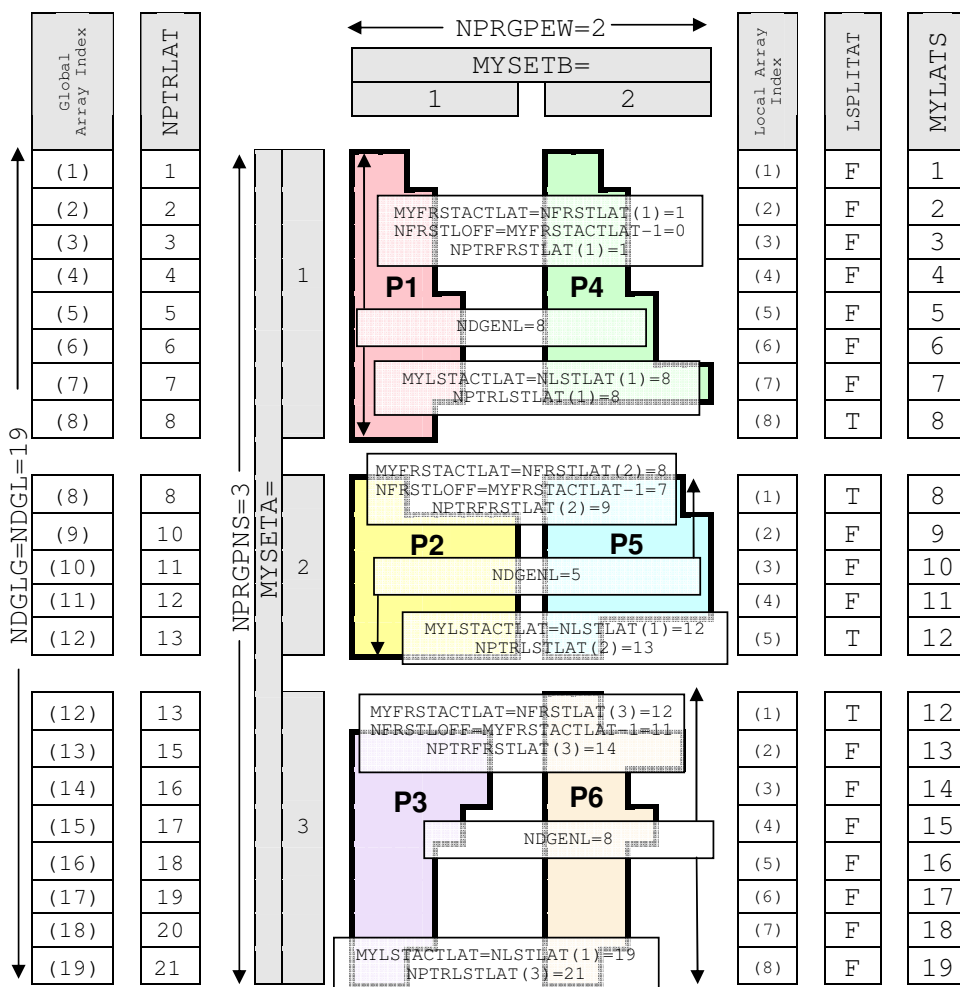 NPRGPEW=2
MYSETB=
1 2
Global Array Index
NPTRLAT
Local Array Index
LSPLITAT
MYLATS
NDGLG=NDGL=19
NPRGPNS=3
MYSETA=
(1) 1 (1) F 1
(2) 2 (2) F 2
(3) 3 (3) F 3
(4) 4 (4) F 4
(5) 5 (5) F 5
(6) 6 (6) F 6
(7) 7 (7) F 7
(8) 8 (8) T 8
1
MYFRSTACTLAT=NFRSTLAT(1)=1
NFRSTLOFF=MYFRSTACTLAT-1=0
NPTRFRSTLAT(1)=1
P1 P4
NDGENL=8
MYLSTACTLAT=NLSTLAT(1)=8
NPTRLSTLAT(1)=8
(8) 8 (1) T 8
(9) 10 (2) F 9
(10) 11 (3) F 10
(11) 12 (4) F 11
(12) 13 (5) T 12
2
MYFRSTACTLAT=NFRSTLAT(2)=8
NFRSTLOFF=MYFRSTACTLAT-1=7
NPTRFRSTLAT(2)=9
P2 P5
NDGENL=5
MYLSTACTLAT=NLSTLAT(1)=12
NPTRLSTLAT(2)=13
(12) 13 (1) T 12
(13) 15 (2) F 13
(14) 16 (3) F 14
(15) 17 (4) F 15
(16) 18 (5) F 16
(17) 19 (6) F 17
(18) 20 (7) F 18
(19) 21 (8) F 19
3
MYFRSTACTLAT=NFRSTLAT(3)=12
NFRSTLOFF=MYFRSTACTLAT-1=11
NPTRFRSTLAT(3)=14
P3 P6
NDGENL=8
MYLSTACTLAT=NLSTLAT(1)=19
NPTRLSTLAT(3)=21